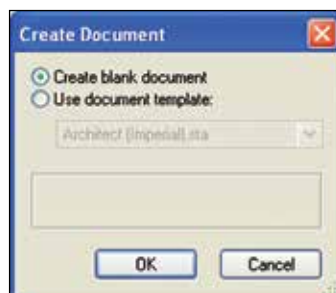 Create Document
Create blank document
Use document template:
Architect (Imperial).sta
OK
Cancel